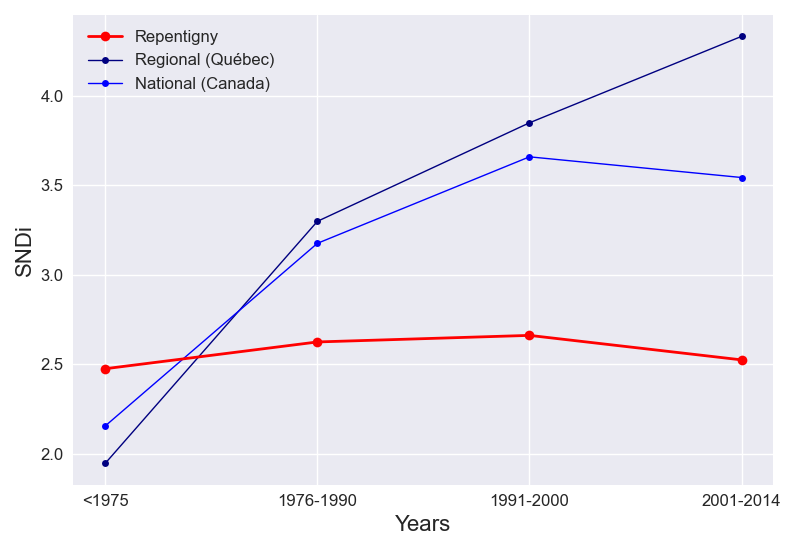 Repentigny
Regional (Québec)
National (Canada)
4.0
3.5
3.0
2.5
2.0
SNDi
<1975
1976-1990
1991-2000
2001-2014
Years